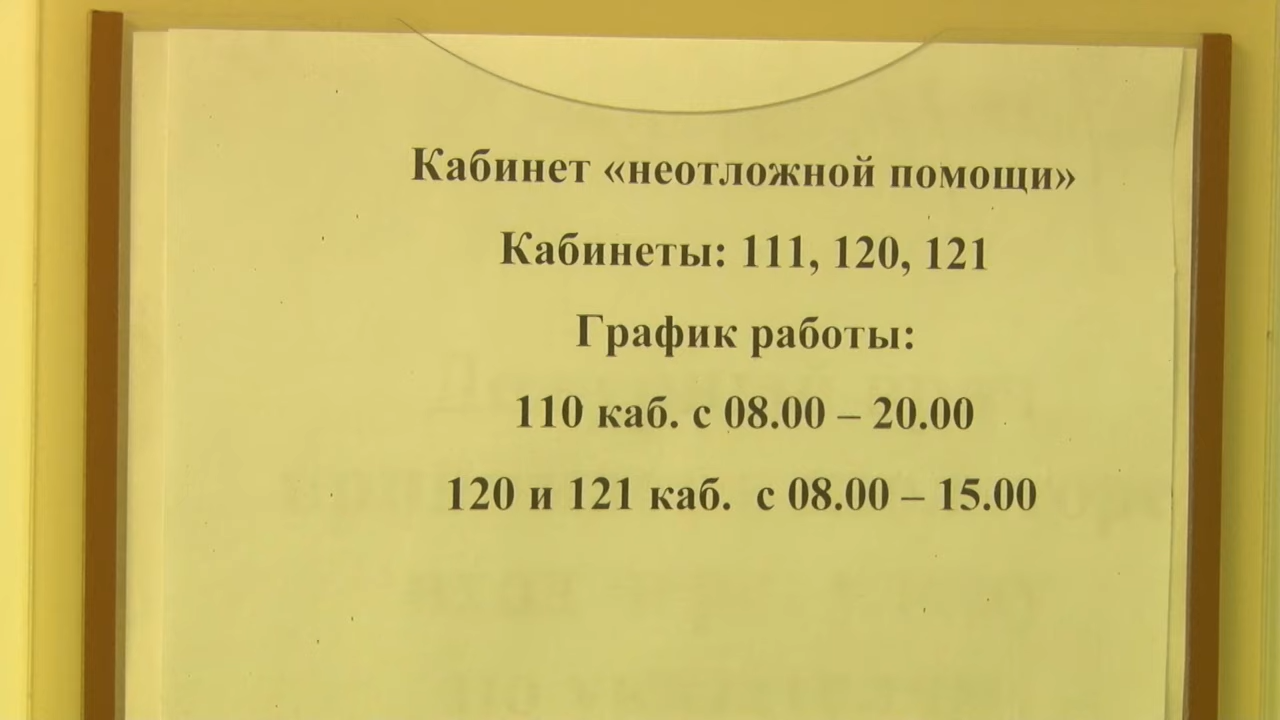 Кабинет «неотложной помощи»
Кабинеты: 111, 120, 121
График работы:
110 каб. с 08.00 – 20.00
120 и 121 каб. с 08.00 – 15.00